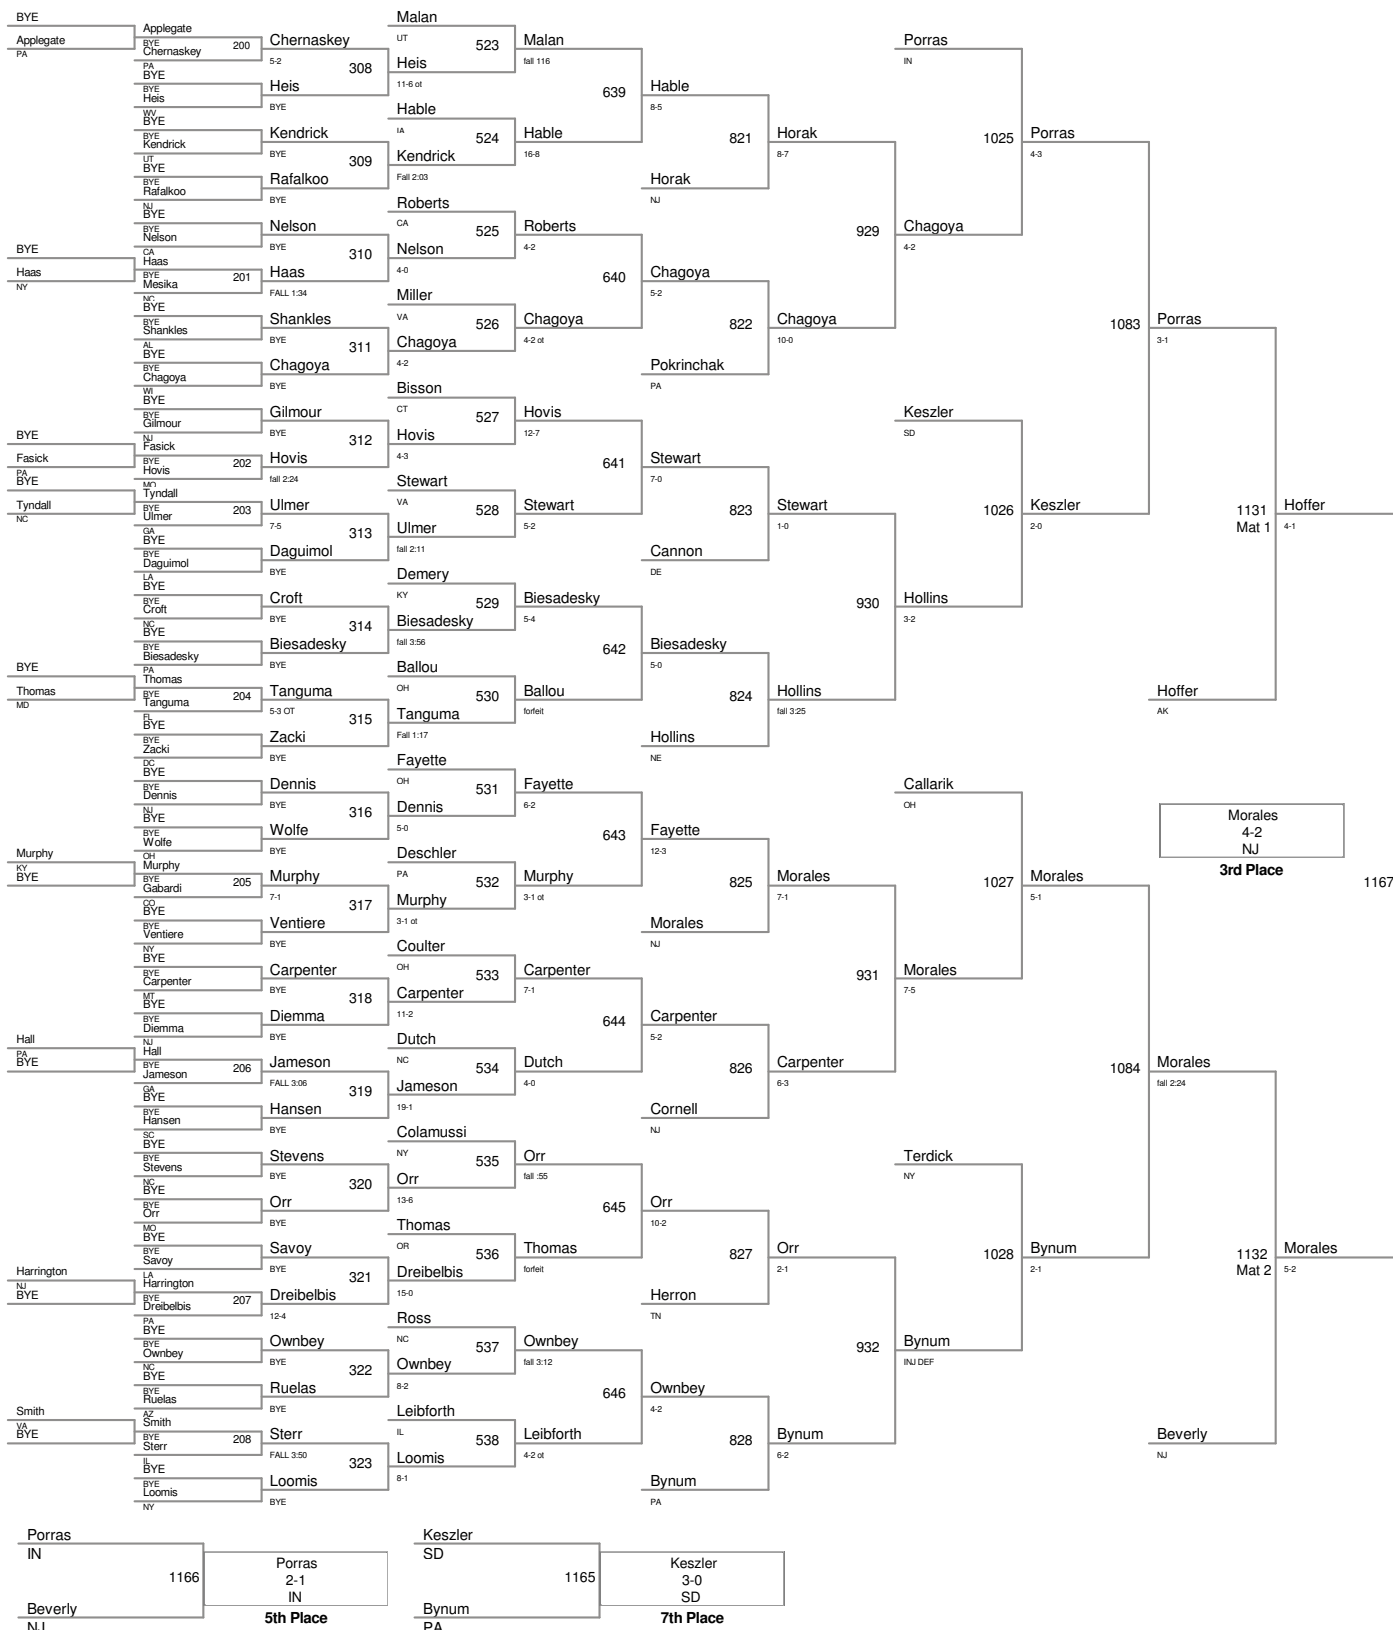 BYE
Applegate
PA
BYE
Haas
NY
BYE
Fasick
PA
BYE
Tyndall
NC
BYE
Thomas
MD
Murphy
KY
BYE
Hall
PA
BYE
Harrington
NJ
BYE
Smith
VA
BYE
Applegate
BYE
200
Chernaskey
PA
BYE
BYE
Heis
WV
BYE
BYE
Kendrick
UT
BYE
BYE
Rafalkoo
NJ
BYE
BYE
Nelson
CA
Haas
BYE
201
Mesika
NC
BYE
BYE
Shankles
AL
BYE
BYE
Chagoya
WI
BYE
BYE
Gilmour
NJ
Fasick
BYE
202
Hovis
MO
Tyndall
BYE
203
Ulmer
GA
BYE
BYE
Daguimol
LA
BYE
BYE
Croft
NC
BYE
BYE
Biesadesky
PA
Thomas
BYE
204
Tanguma
FL
BYE
BYE
Zacki
DC
BYE
BYE
Dennis
NJ
BYE
BYE
Wolfe
OH
Murphy
BYE
205
Gabardi
CO
BYE
BYE
Ventiere
NY
BYE
BYE
Carpenter
MT
BYE
BYE
Diemma
NJ
Hall
BYE
206
Jameson
GA
BYE
BYE
Hansen
SC
BYE
BYE
Stevens
NC
BYE
BYE
Orr
MO
BYE
BYE
Savoy
LA
Harrington
BYE
207
Dreibelbis
PA
BYE
BYE
Ownbey
NC
BYE
BYE
Ruelas
AZ
Smith
BYE
208
Sterr
IL
BYE
BYE
Loomis
NY
Chernaskey
5-2
308
Heis
BYE
Kendrick
BYE
309
Rafalkoo
BYE
Nelson
BYE
310
Haas
FALL 1:34
Shankles
BYE
311
Chagoya
BYE
Gilmour
BYE
312
Hovis
fall 2:24
Ulmer
7-5
313
Daguimol
BYE
Croft
BYE
314
Biesadesky
BYE
Tanguma
5-3 OT
315
Zacki
BYE
Dennis
BYE
316
Wolfe
BYE
Murphy
7-1
317
Ventiere
BYE
Carpenter
BYE
318
Diemma
BYE
Jameson
FALL 3:06
319
Hansen
BYE
Stevens
BYE
320
Orr
BYE
Savoy
BYE
321
Dreibelbis
12-4
Ownbey
BYE
322
Ruelas
BYE
Sterr
FALL 3:50
323
Loomis
BYE
Malan
UT
523
Heis
11-6 ot
Hable
IA
524
Kendrick
Fall 2:03
Roberts
CA
525
Nelson
4-0
Miller
VA
526
Chagoya
4-2
Bisson
CT
527
Hovis
4-3
Stewart
VA
528
Ulmer
fall 2:11
Demery
KY
529
Biesadesky
fall 3:56
Ballou
OH
530
Tanguma
Fall 1:17
Fayette
OH
531
Dennis
5-0
Deschler
PA
532
Murphy
3-1 ot
Coulter
OH
533
Carpenter
11-2
Dutch
NC
534
Jameson
19-1
Colamussi
NY
535
Orr
13-6
Thomas
OR
536
Dreibelbis
15-0
Ross
NC
537
Ownbey
8-2
Leibforth
IL
538
Loomis
8-1
Malan
fall 116
639
Hable
16-8
Roberts
4-2
640
Chagoya
4-2 ot
Hovis
12-7
641
Stewart
5-2
Biesadesky
5-4
642
Ballou
forfeit
Fayette
6-2
643
Murphy
3-1 ot
Carpenter
7-1
644
Dutch
4-0
Orr
fall :55
645
Thomas
forfeit
Ownbey
fall 3:12
646
Leibforth
4-2 ot
Hable
8-5
821
Horak
NJ
Chagoya
5-2
822
Pokrinchak
PA
Stewart
7-0
823
Cannon
DE
Biesadesky
5-0
824
Hollins
NE
Fayette
12-3
825
Morales
NJ
Carpenter
5-2
826
Cornell
NJ
Orr
10-2
827
Herron
TN
Ownbey
4-2
828
Bynum
PA
Horak
8-7
929
Chagoya
10-0
Stewart
1-0
930
Hollins
fall 3:25
Morales
7-1
931
Carpenter
6-3
Orr
2-1
932
Bynum
6-2
Porras
IN
1025
Chagoya
4-2
Keszler
SD
1026
Hollins
3-2
Callarik
OH
1027
Morales
7-5
Terdick
NY
1028
Bynum
INJ DEF
Porras
4-3
1083
Keszler
2-0
Morales
5-1
1084
Bynum
2-1
Porras
3-1
1131
Mat 1
Hoffer
AK
Morales
fall 2:24
1132
Mat 2
Beverly
NJ
Hoffer
4-1
Morales
5-2
Morales
4-2
NJ
3rd Place
1167
Porras
IN
1166
Beverly
NJ
Porras
2-1
IN
5th Place
Keszler
SD
1165
Bynum
PA
Keszler
3-0
SD
7th Place